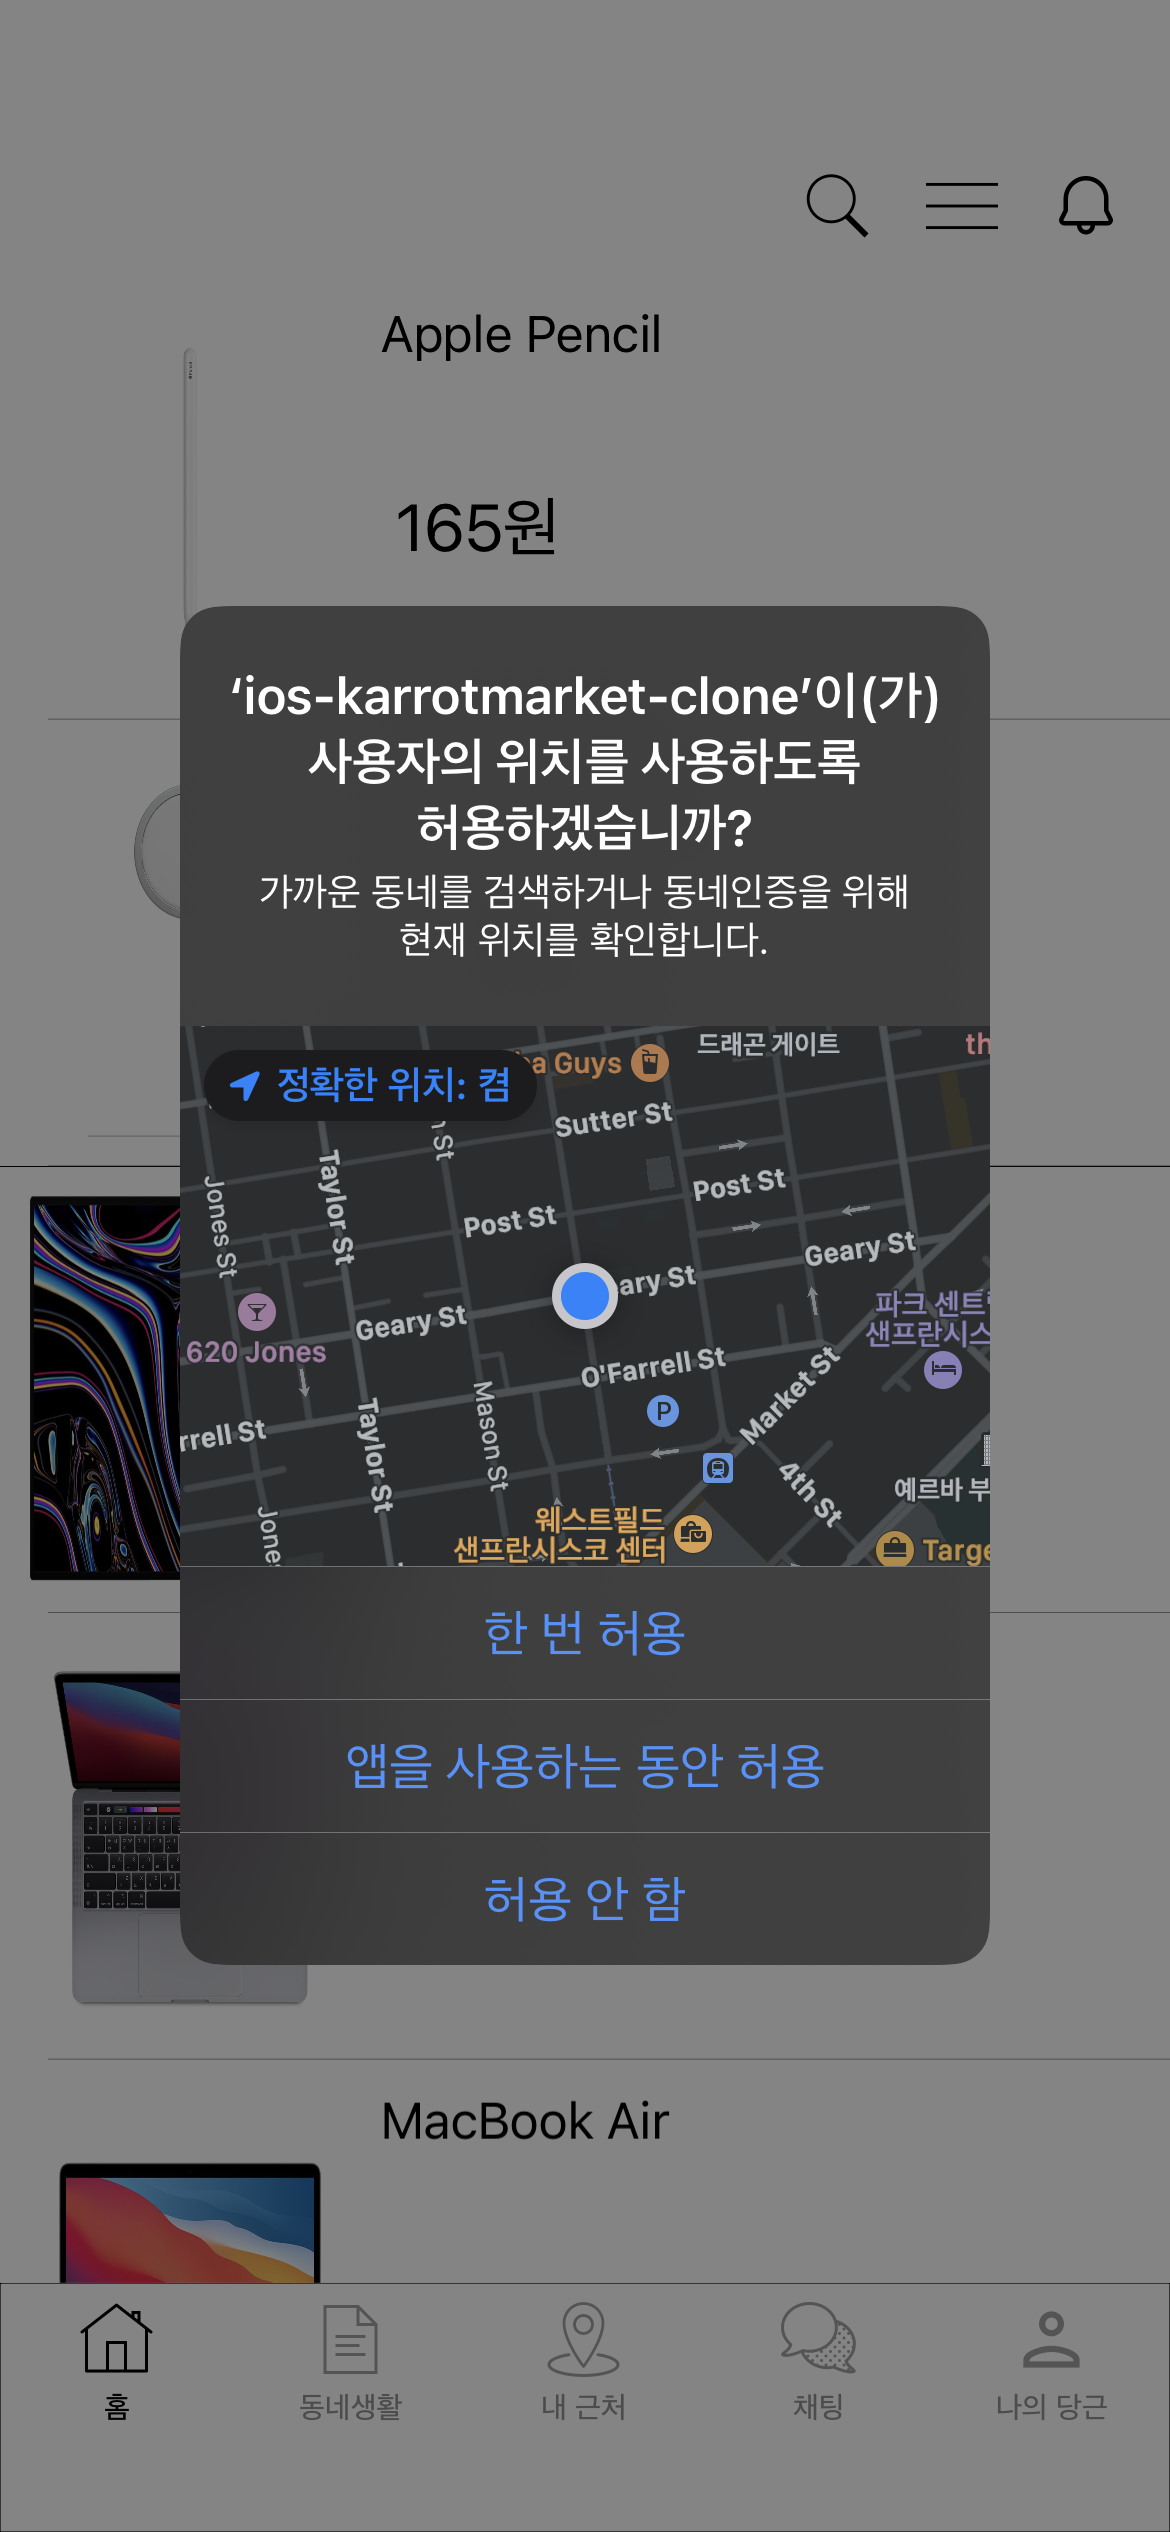 Apple Pencil
165원
‘ios-karrotmarket-clone’이(가)
사용자의 위치를 사용하도록
허용하겠습니까?
가까운 동네를 검색하거나 동네인증을 위해
현재 위치를 확인합니다.
정확한 위치: 켬
ba Guys
드래곤 게이트
th
Sutter St
n St
Taylor St
Jones St
Post St
Post St
Geary St
eary St
Geary St
620 Jones
파크 센트
샌프란시스
O'Farrell St
P
Market St
rrell St
Taylor St
Mason St
4th St
예르바 부
Jones
웨스트필드
샌프란시스코 센터
Targe
한 번 허용
앱을 사용하는 동안 허용
허용 안 함
MacBook Air
홈
동네생활
내 근처
채팅
나의 당근